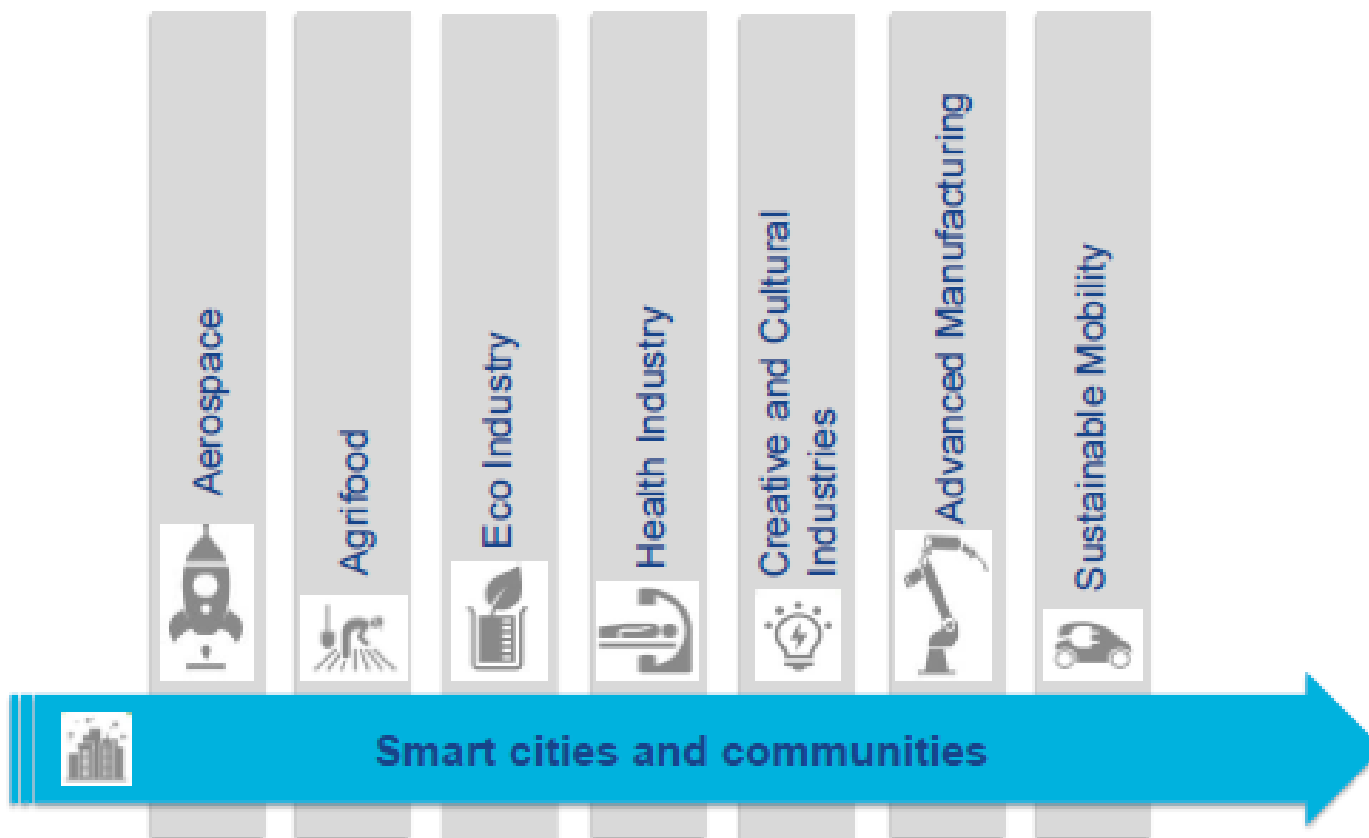 Aerospace
Agrifood
Eco Industry
Health Industry
Creative and Cultural
Industries
Advanced Manufacturing
Sustainable Mobility
Smart cities and communities